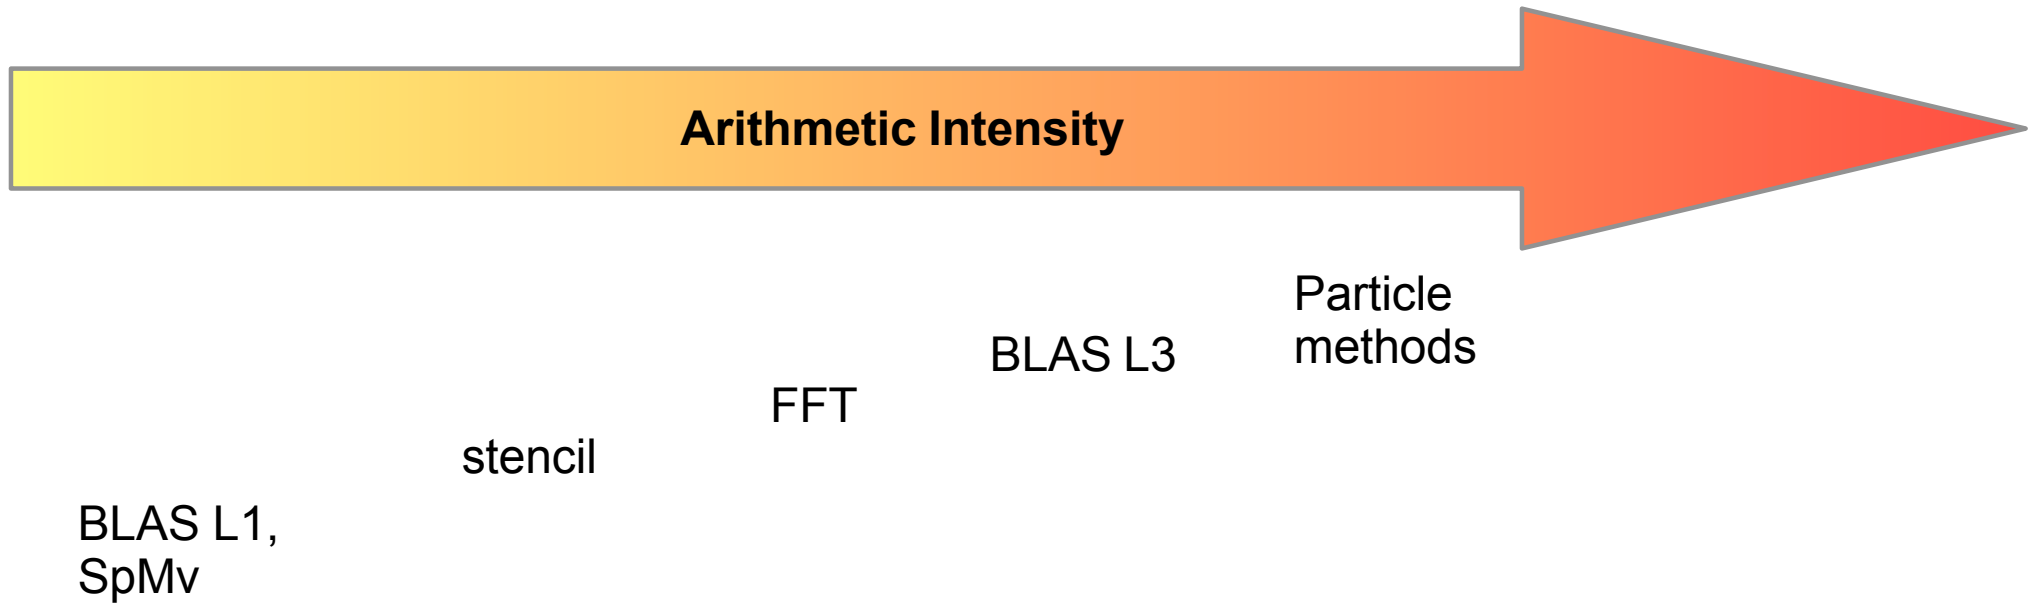 Arithmetic Intensity
Particle
methods
BLAS L3
FFT
stencil
BLAS L1,
SpMv